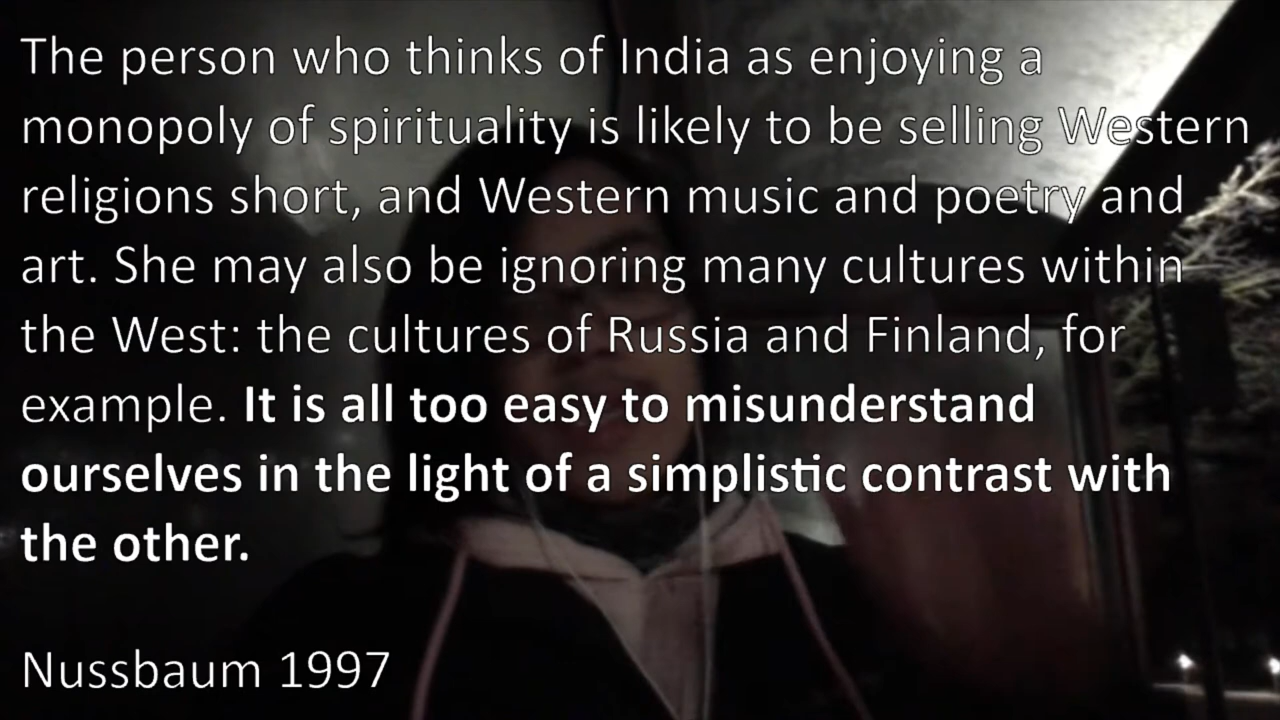 The person who thinks of India as enjoying a
monopoly of spirituality is likely to be selling Western
religions short, and Western music and poetry and
art. She may also be ignoring many cultures within
the West: the cultures of Russia and Finland, for
example. It is all too easy to misunderstand
ourselves in the light of a simplistic contrast with
the other.
Nussbaum 1997